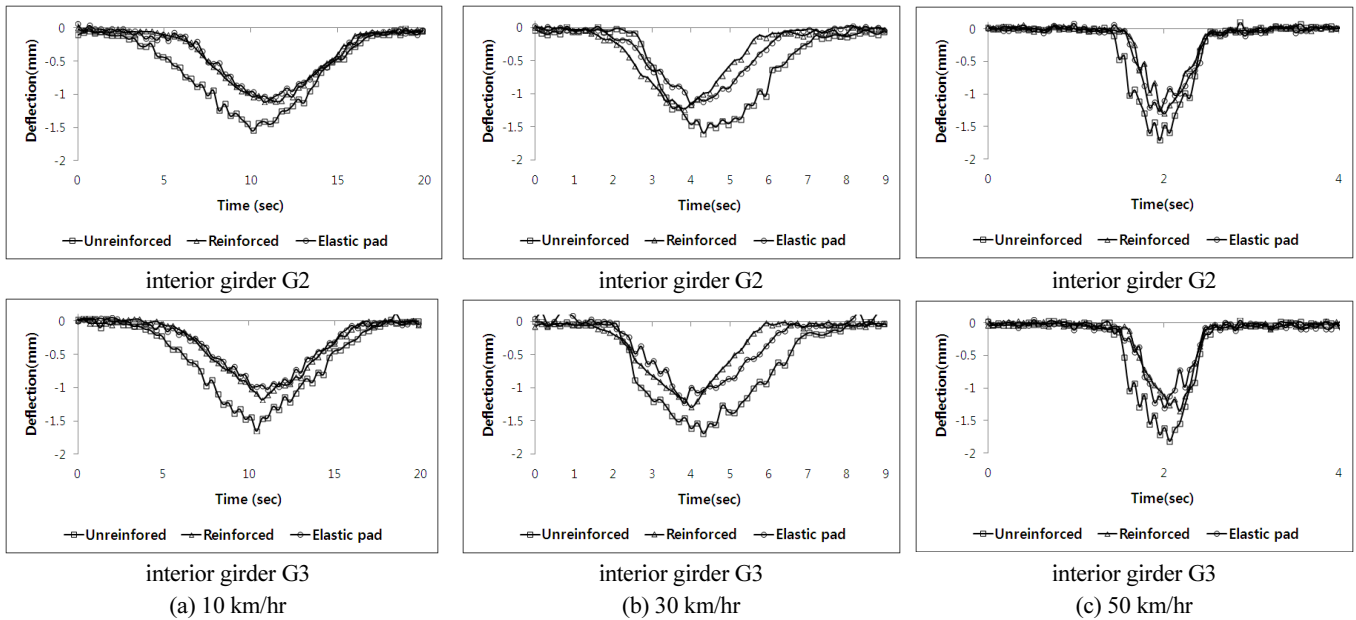 0
-0.5
-1
-1.5
-2
Deflection(mm)
0 5 10 15 20
Time (sec)
Unreinforced Reinforced Elastic pad
interior girder G2
0
-0.5
-1
-1.5
-2
Deflection(mm)
0 1 2 3 4 5 6 7 8 9
Time(sec)
Unreinforced Reinforced Elastic pad
interior girder G2
0
-0.5
-1
-1.5
-2
Deflection(mm)
0 2 4
Time(sec)
Unreinforced Reinforced Elastic pad
interior girder G2
0
-0.5
-1
-1.5
-2
Deflection(mm)
0 5 10 15 20
Time (sec)
Unreinfored Reinforced Elastic pad
interior girder G3
(a) 10 km/hr
0
-0.5
-1
-1.5
-2
Deflection(mm)
0 1 2 3 4 5 6 7 8 9
Time(sec)
Unreinforced Reinforced Elastic pad
interior girder G3
(b) 30 km/hr
0
-0.5
-1
-1.5
-2
Deflection(mm)
0 2 4
Time(sec)
Unreinforced Reinforced Elastic pad
interior girder G3
(c) 50 km/hr